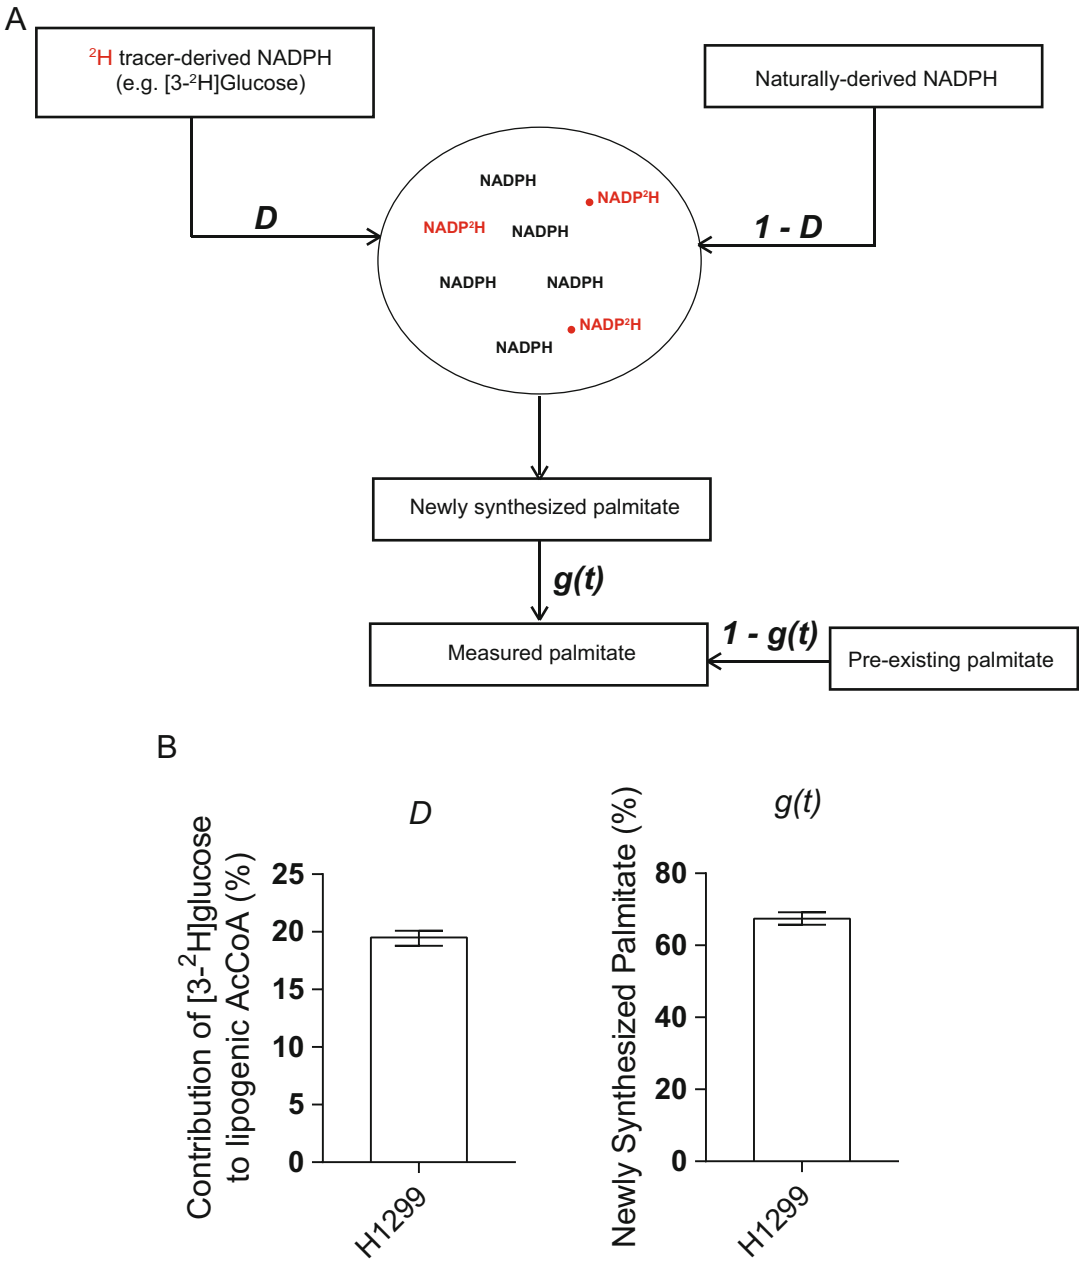 A
²H tracer-derived NADPH
(e.g. [3-²H]Glucose)
Naturally-derived NADPH
NADPH
NADP²H
NADP²H
NADPH
D
1 - D
NADPH
NADPH
NADP²H
NADPH
Newly synthesized palmitate
g(t)
1 - g(t)
Measured palmitate
Pre-existing palmitate
B
D
Contribution of [3-²H]glucose
to lipogenic AcCoA (%)
25
20
15
10
5
0
H1299
g(t)
Newly Synthesized Palmitate (%)
80
60
40
20
0
H1299